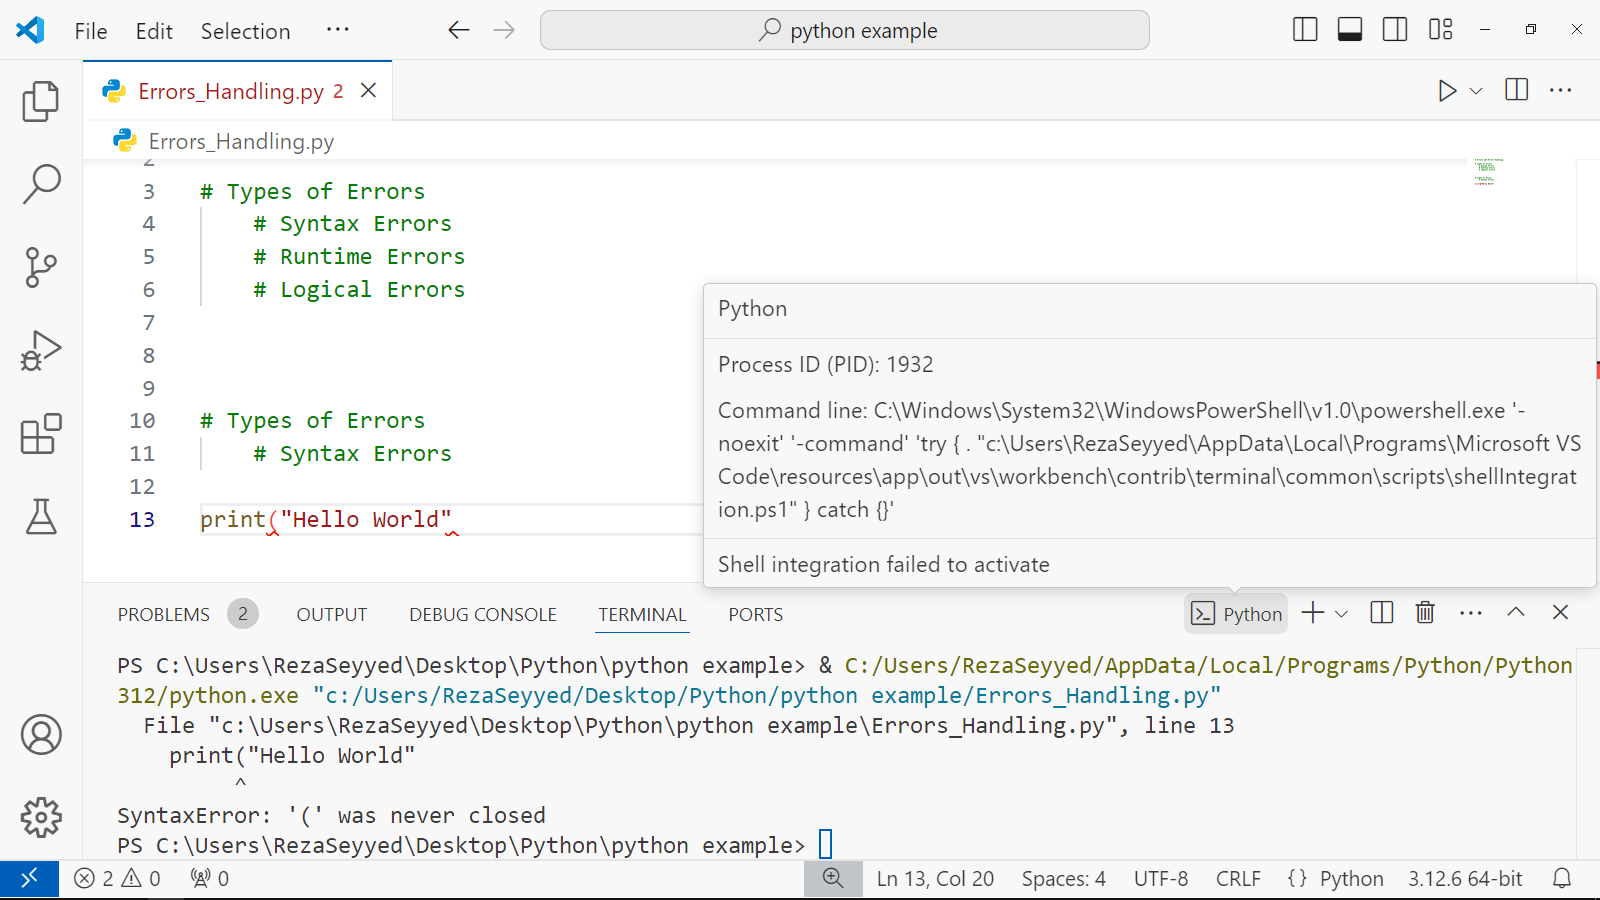 File Edit Selection ···
python example
Errors_Handling.py 2
Errors_Handling.py
2
3 # Types of Errors
4 # Syntax Errors
5 # Runtime Errors
6 # Logical Errors
7
8
9
10 # Types of Errors
11 # Syntax Errors
12
13 print("Hello World"
Python
Process ID (PID): 1932
Command line: C:\Windows\System32\WindowsPowerShell\v1.0\powershell.exe '-
noexit' '-command' 'try { . "c:\Users\RezaSeyyed\AppData\Local\Programs\Microsoft VS
Code\resources\app\out\vs\workbench\contrib\terminal\common\scripts\shellIntegrat
ion.ps1" } catch {}'
Shell integration failed to activate
PROBLEMS 2 OUTPUT DEBUG CONSOLE TERMINAL PORTS Python
PS C:\Users\RezaSeyyed\Desktop\Python\python example> & C:/Users/RezaSeyyed/AppData/Local/Programs/Python/Python
312/python.exe "c:/Users/RezaSeyyed/Desktop/Python/python example/Errors_Handling.py"
File "c:\Users\RezaSeyyed\Desktop\Python\python example\Errors_Handling.py", line 13
print("Hello World"
^
SyntaxError: '(' was never closed
PS C:\Users\RezaSeyyed\Desktop\Python\python example>
2 0 0 Ln 13, Col 20 Spaces: 4 UTF-8 CRLF {} Python 3.12.6 64-bit